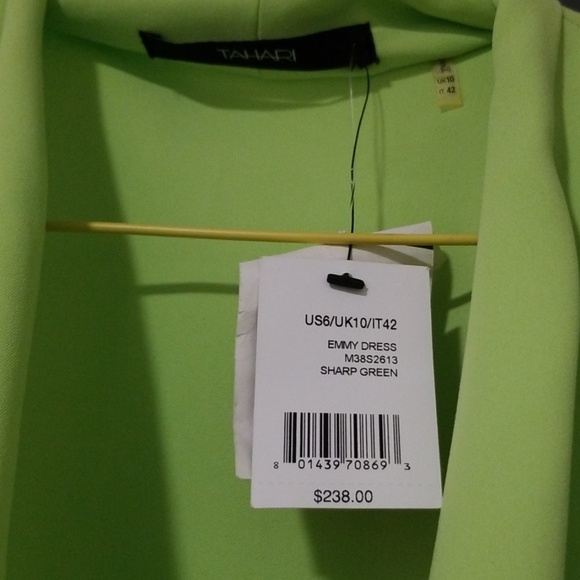 TAHARI
UK10
IT 42
US6/UK10/IT42
EMMY DRESS
M38S2613
SHARP GREEN
8 01439 70869 3
$238.00